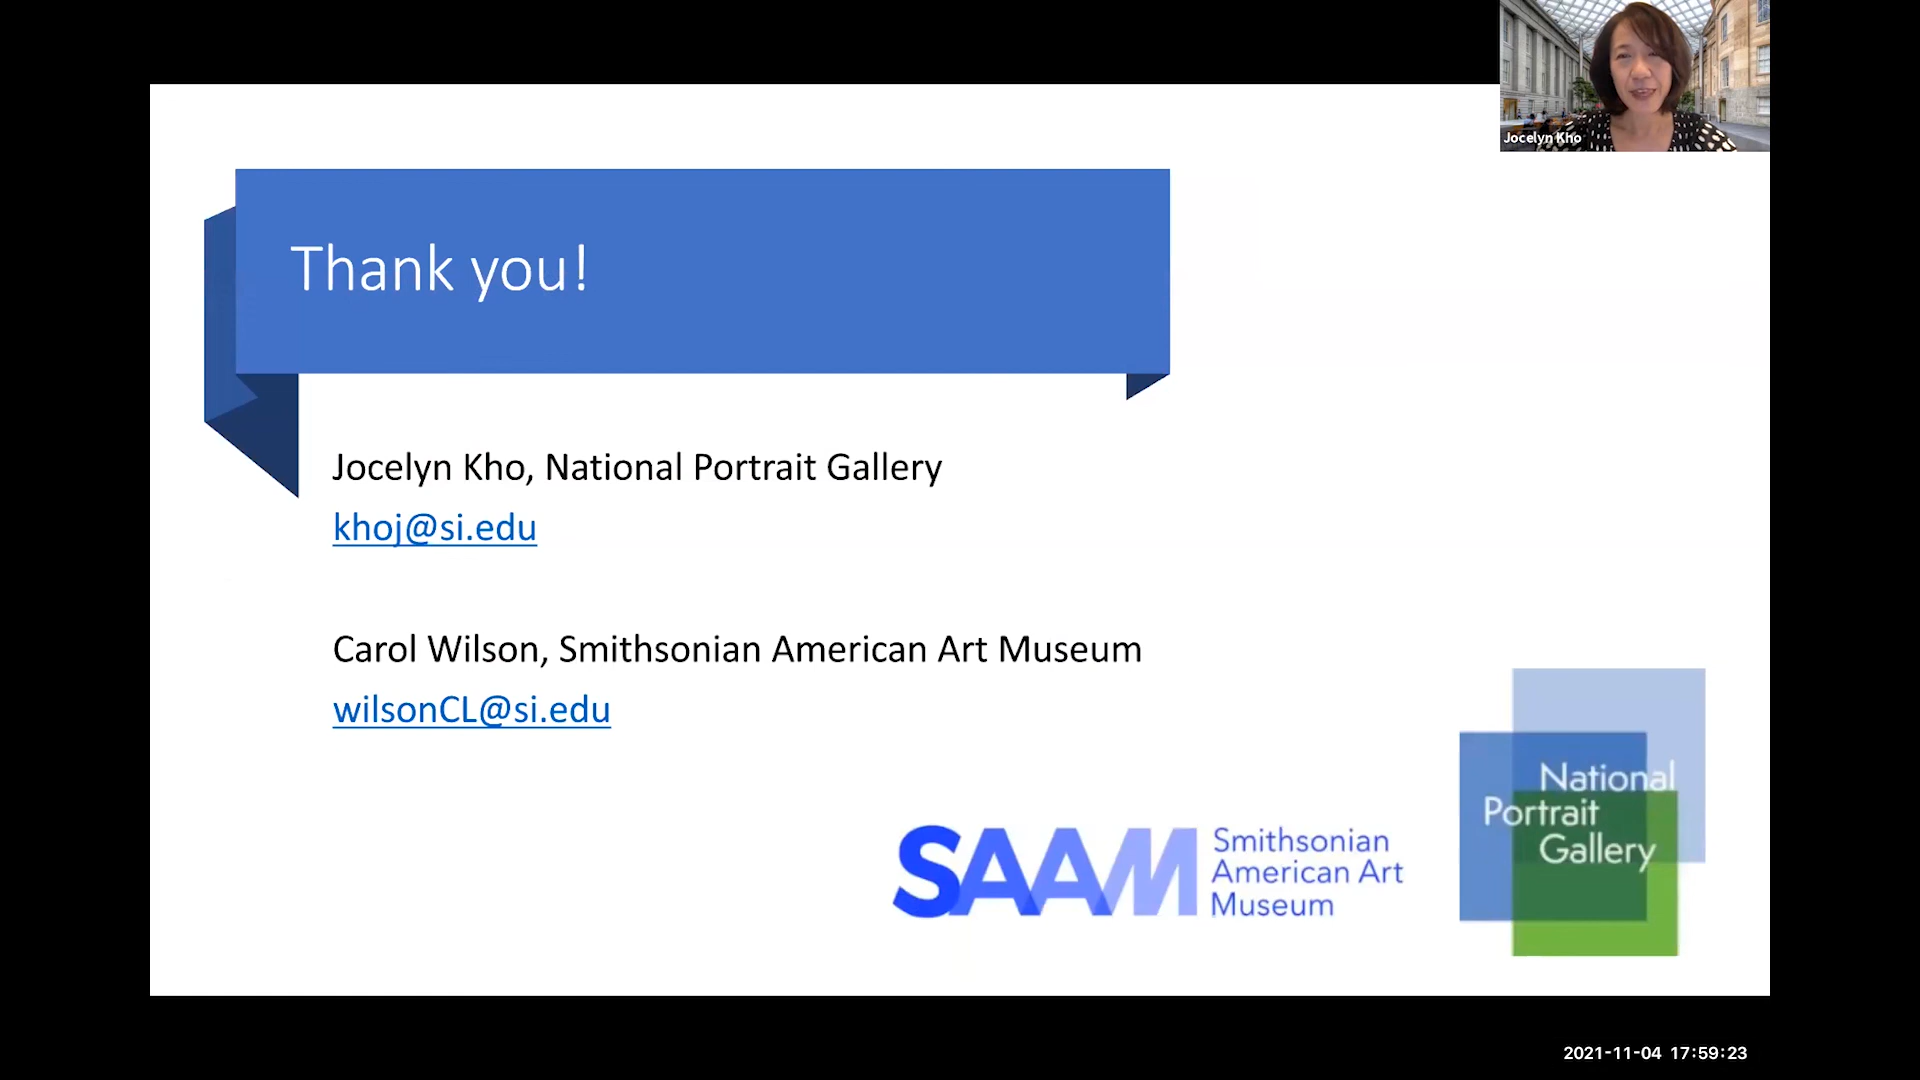 Jocelyn Kho
Thank you!
Jocelyn Kho, National Portrait Gallery
khoj@si.edu
Carol Wilson, Smithsonian American Art Museum
wilsonCL@si.edu
SAAM
Smithsonian
American Art
Museum
National
Portrait
Gallery
2021-11-04 17:59:23